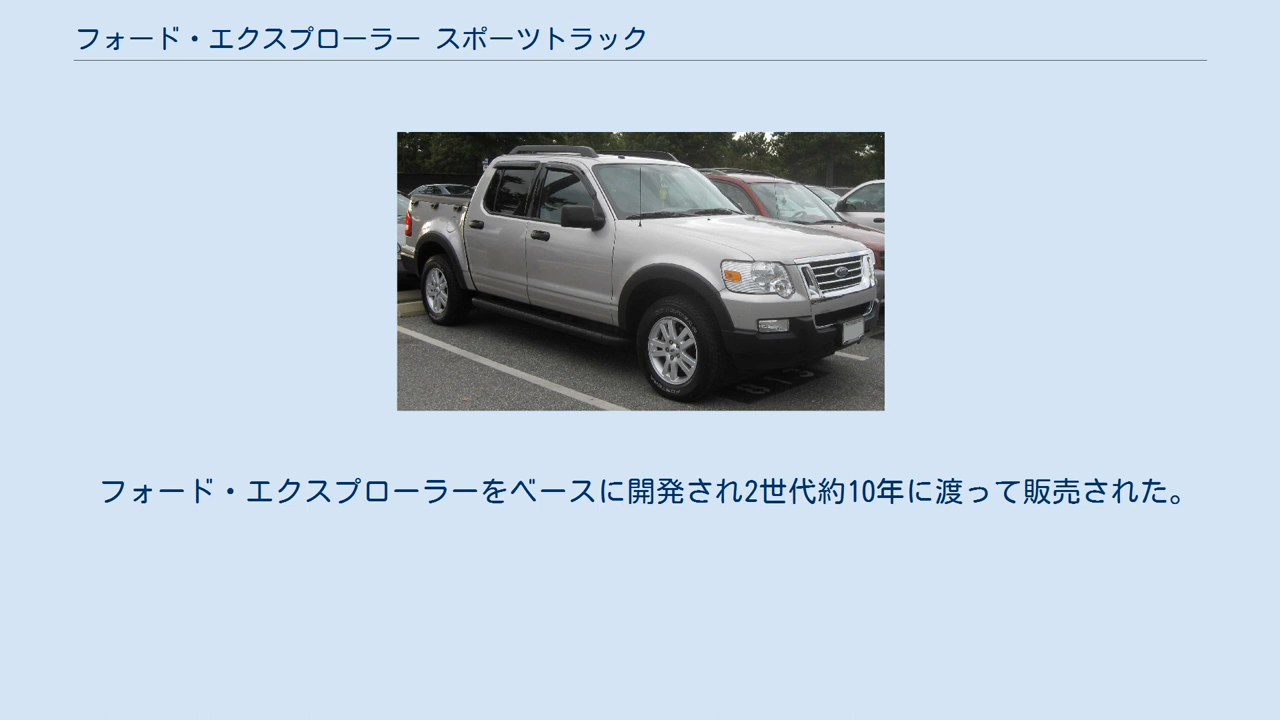 フォード・エクスプローラー スポーツトラック
フォード・エクスプローラーをベースに開発され2世代約10年に渡って販売された。